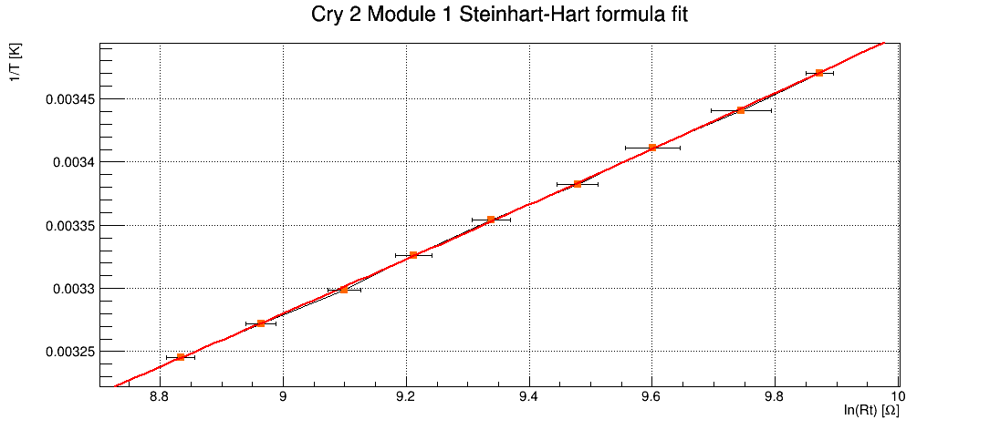 Cry 2 Module 1 Steinhart-Hart formula fit
1/T [K]
0.00345
0.0034
0.00335
0.0033
0.00325
8.8 9 9.2 9.4 9.6 9.8 10
ln(Rt) [Ω]